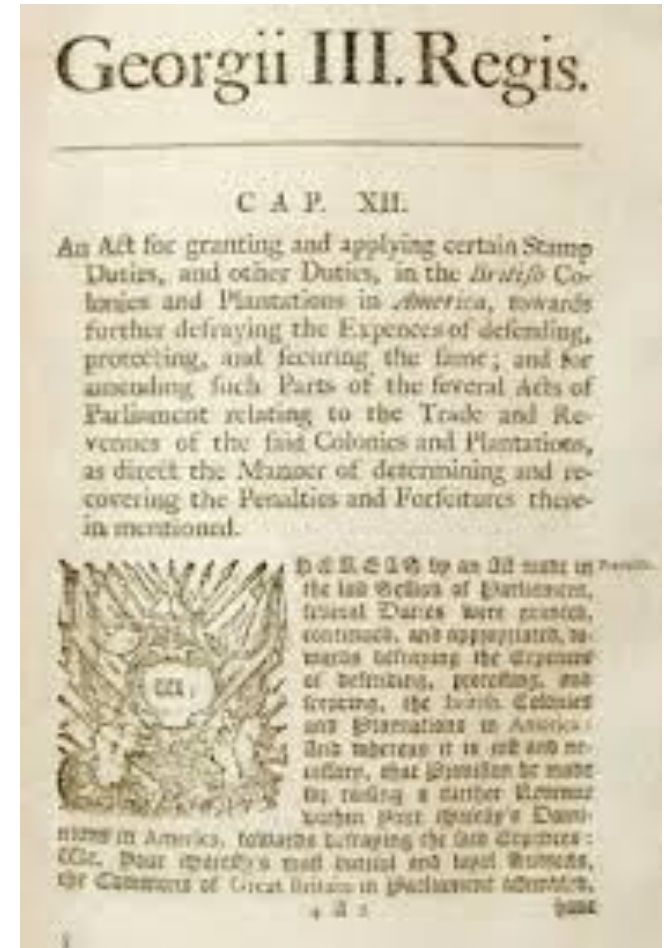 Georgii III. Regis.
CAP. XII.
An Act for granting and applying certain Stamp
Duties, and other Duties, in the Britiſh Co-
lonies and Plantations in America, towards
further defraying the Expences of defending,
protecting, and ſecuring the ſame; and for
amending ſuch Parts of the ſeveral Acts of
Parliament relating to the Trade and Re-
venues of the ſaid Colonies and Plantations,
as direct the Manner of determining and re-
covering the Penalties and Forfeitures there-
in mentioned.
HEREAS by an Act made in Preamble.
the laſt Seſſion of Parliament,
ſeveral Duties were granted,
continued, and appropriated, to-
wards defraying the Expences
of defending, protecting, and
ſecuring, the Britiſh Colonies
and Plantations in America:
And whereas it is juſt and ne-
ceſſary, that Proviſion be made
for raiſing a further Revenue
within Your Majeſty's Domi-
nions in America, towards defraying the ſaid Expences:
We, Your Majeſty's moſt dutiful and loyal Subjects,
the Commons of Great Britain in Parliament aſſembled,
4 A 2 have